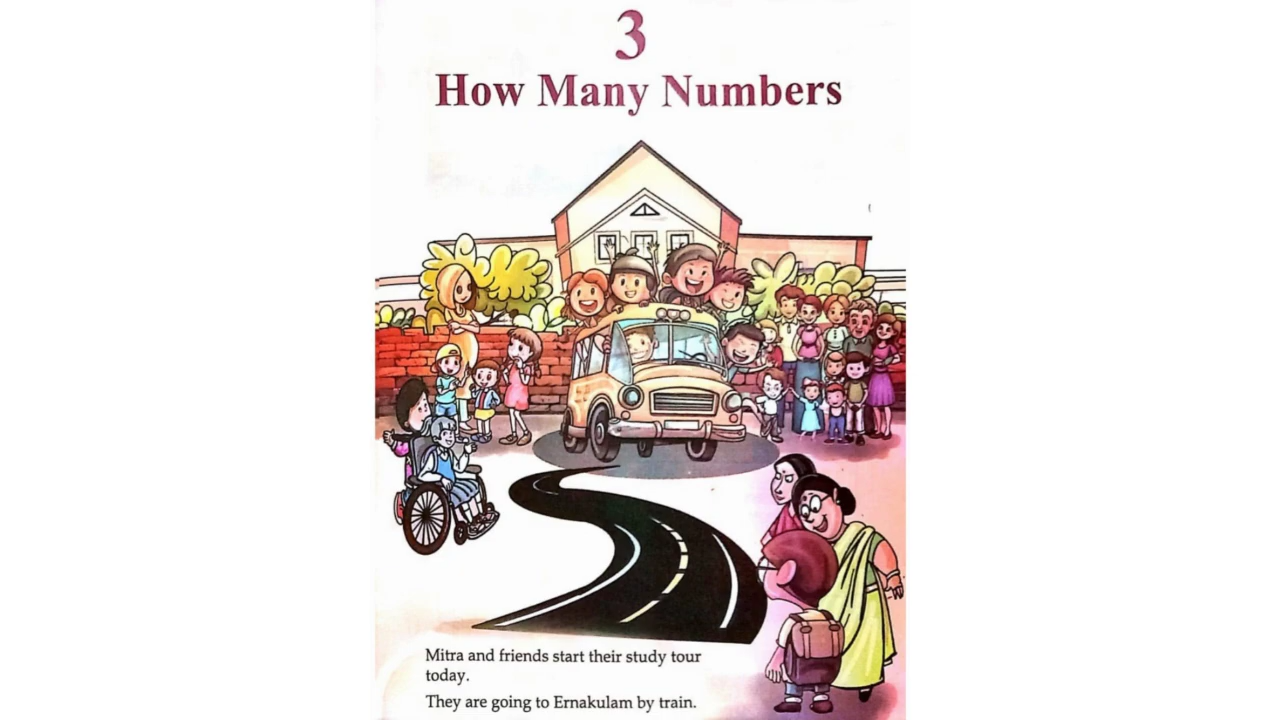 3
How Many Numbers
Mitra and friends start their study tour
today.
They are going to Ernakulam by train.